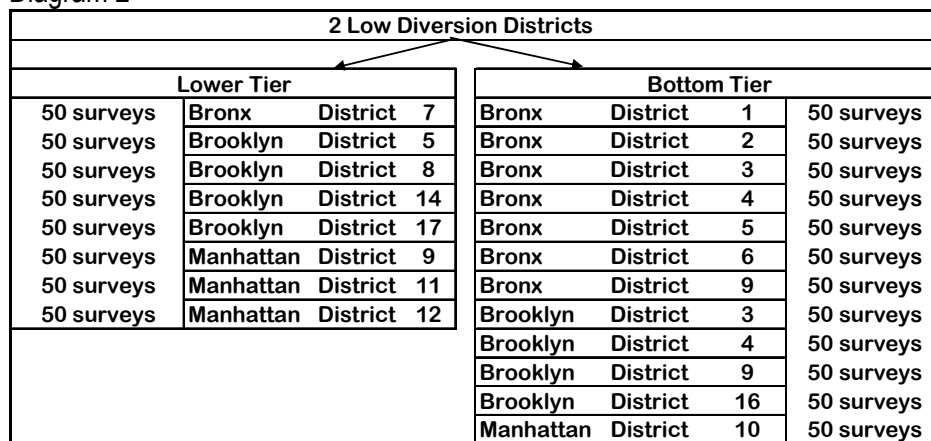 2 Low Diversion Districts
Lower Tier
50 surveys Bronx District 7
50 surveys Brooklyn District 5
50 surveys Brooklyn District 8
50 surveys Brooklyn District 14
50 surveys Brooklyn District 17
50 surveys Manhattan District 9
50 surveys Manhattan District 11
50 surveys Manhattan District 12
Bottom Tier
Bronx District 1 50 surveys
Bronx District 2 50 surveys
Bronx District 3 50 surveys
Bronx District 4 50 surveys
Bronx District 5 50 surveys
Bronx District 6 50 surveys
Bronx District 9 50 surveys
Brooklyn District 3 50 surveys
Brooklyn District 4 50 surveys
Brooklyn District 9 50 surveys
Brooklyn District 16 50 surveys
Manhattan District 10 50 surveys